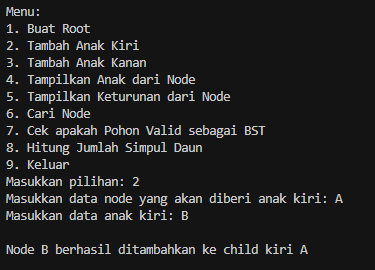 Menu:
1. Buat Root
2. Tambah Anak Kiri
3. Tambah Anak Kanan
4. Tampilkan Anak dari Node
5. Tampilkan Keturunan dari Node
6. Cari Node
7. Cek apakah Pohon Valid sebagai BST
8. Hitung Jumlah Simpul Daun
9. Keluar
Masukkan pilihan: 2
Masukkan data node yang akan diberi anak kiri: A
Masukkan data anak kiri: B
Node B berhasil ditambahkan ke child kiri A